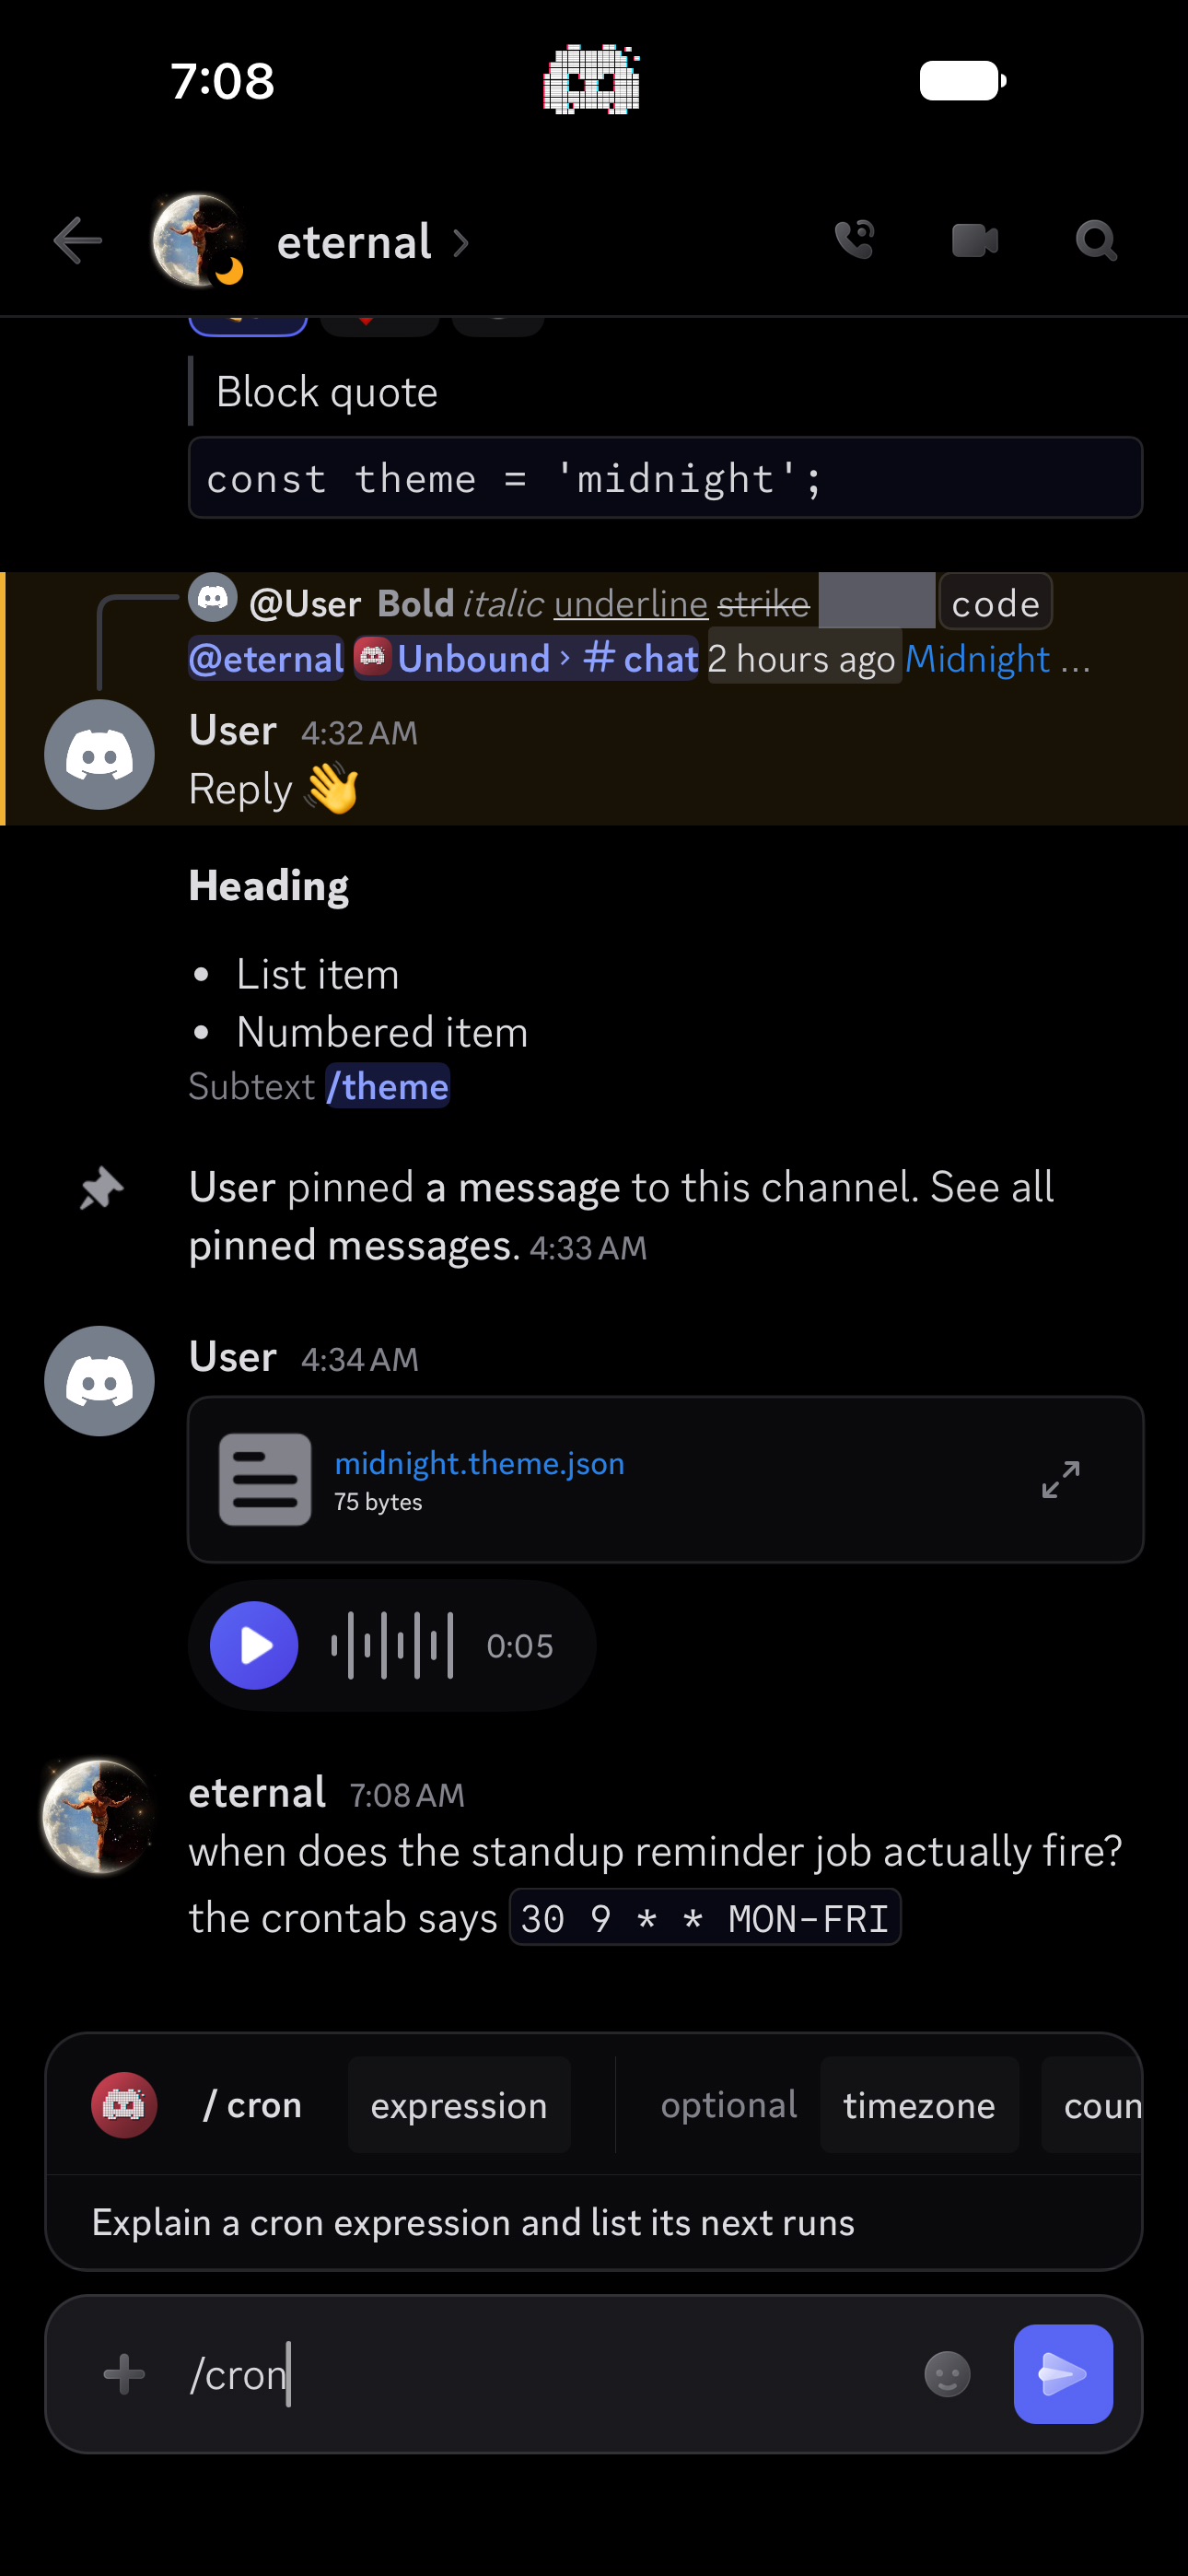 7:08
eternal
Block quote
const theme = 'midnight';
@User Bold italic underline strike code
@eternal Unbound › # chat 2 hours ago Midnight ...
User 4:32 AM
Reply 👋
Heading
• List item
• Numbered item
Subtext /theme
User pinned a message to this channel. See all
pinned messages. 4:33 AM
User 4:34 AM
midnight.theme.json
75 bytes
0:05
eternal 7:08 AM
when does the standup reminder job actually fire?
the crontab says 30 9 * * MON-FRI
/ cron expression optional timezone coun
Explain a cron expression and list its next runs
/cron